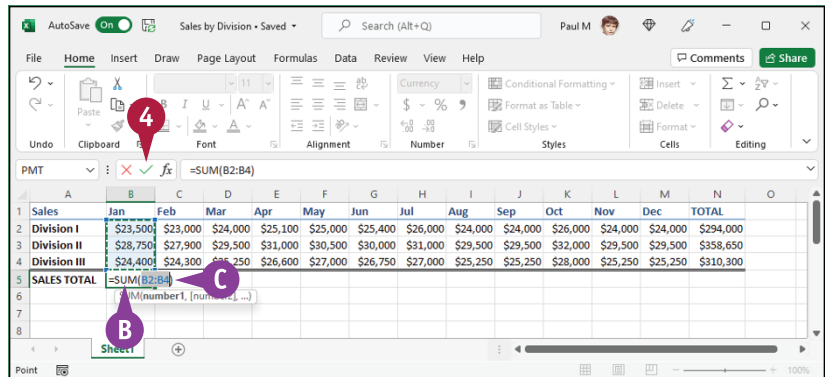 AutoSave On Sales by Division • Saved Search (Alt+Q) Paul M
File Home Insert Draw Page Layout Formulas Data Review View Help Comments Share
11 A A Currency Conditional Formatting Insert Σ
Paste B I U $ % 9 Format as Table Delete
4
A Cell Styles Format
Undo Clipboard Font Alignment Number Styles Cells Editing
PMT fx =SUM(B2:B4)
A B C D E F G H I J K L M N O
1 Sales Jan Feb Mar Apr May Jun Jul Aug Sep Oct Nov Dec TOTAL
2 Division I $23,500 $23,000 $24,000 $25,100 $25,000 $25,400 $26,000 $24,000 $24,000 $26,000 $24,000 $24,000 $294,000
3 Division II $28,750 $27,900 $29,500 $31,000 $30,500 $30,000 $31,000 $29,500 $29,500 $32,000 $29,500 $29,500 $358,650
4 Division III $24,400 $24,300 $25,250 $26,600 $27,000 $26,750 $27,000 $25,250 $25,250 $28,000 $25,250 $25,250 $310,300
5 SALES TOTAL =SUM(B2:B4) C
6 SUM(number1, [number2], ...)
7
8
B
Sheet1
Point 100%